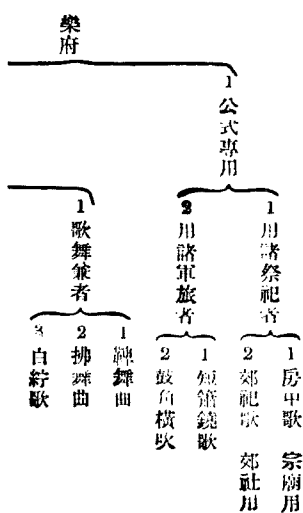 樂府
1 公式專用
1 用諸祭祀者
1 房中歌 宗廟用
2 郊祀歌 郊社用
2 用諸軍旅者
1 短簫鐃歌
2 鼓角橫吹
1 歌舞兼者
1 鞞舞曲
2 拂舞曲
3 白紵歌